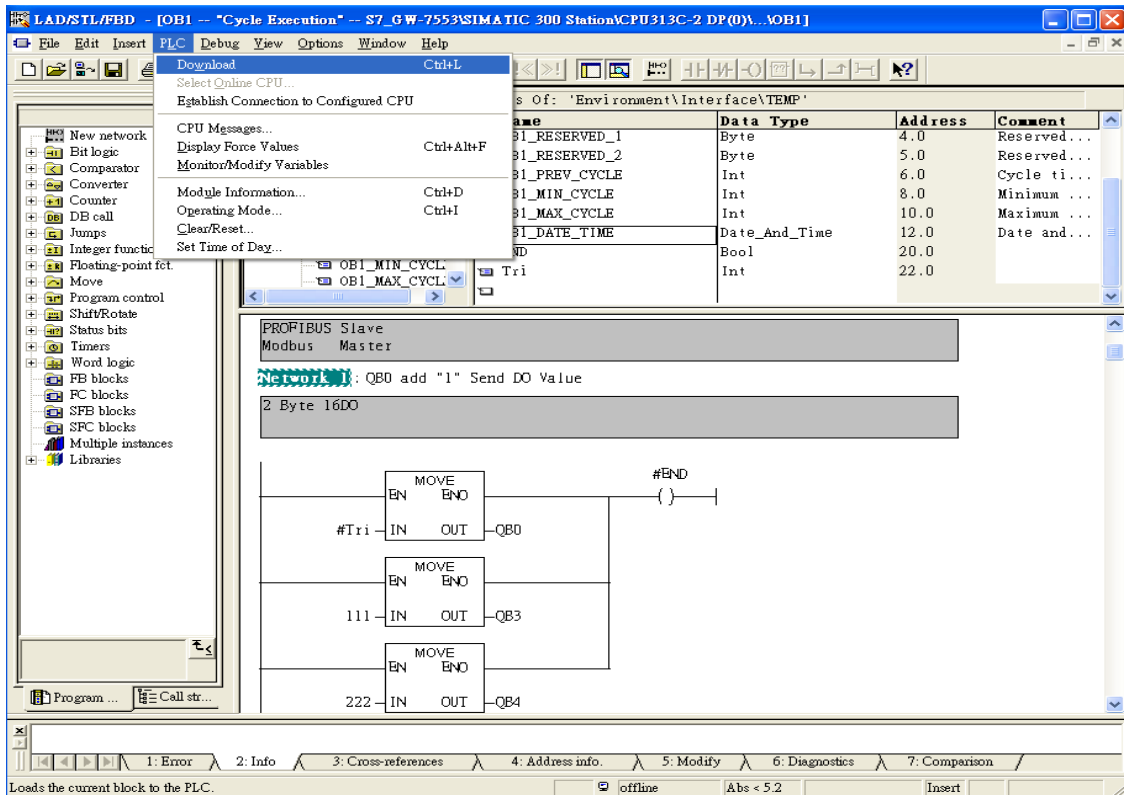 LAD/STL/FBD - [OB1 -- "Cycle Execution" -- S7_GW-7553\SIMATIC 300 Station\CPU313C-2 DP(0)\...\OB1]
File Edit Insert PLC Debug View Options Window Help
Download Ctrl+L
Select Online CPU...
Establish Connection to Configured CPU
CPU Messages...
Display Force Values Ctrl+Alt+F
Monitor/Modify Variables
Module Information... Ctrl+D
Operating Mode... Ctrl+I
Clear/Reset...
Set Time of Day...
s Of: 'Environment\Interface\TEMP'
ame Data Type Address Comment
B1_RESERVED_1 Byte 4.0 Reserved...
B1_RESERVED_2 Byte 5.0 Reserved...
B1_PREV_CYCLE Int 6.0 Cycle ti...
B1_MIN_CYCLE Int 8.0 Minimum ...
B1_MAX_CYCLE Int 10.0 Maximum ...
B1_DATE_TIME Date_And_Time 12.0 Date and...
ND Bool 20.0
Tri Int 22.0
OB1_MIN_CYCL
OB1_MAX_CYCL
New network
Bit logic
Comparator
Converter
Counter
DB call
Jumps
Integer functio
Floating-point fct.
Move
Program control
Shift/Rotate
Status bits
Timers
Word logic
FB blocks
FC blocks
SFB blocks
SFC blocks
Multiple instances
Libraries
Program ... Call str...
PROFIBUS Slave
Modbus Master
Network 1: QB0 add "1" Send DO Value
2 Byte 16DO
MOVE #END
EN ENO ( )
#Tri IN OUT QB0
MOVE
EN ENO
111 IN OUT QB3
MOVE
EN ENO
222 IN OUT QB4
1: Error 2: Info 3: Cross-references 4: Address info. 5: Modify 6: Diagnostics 7: Comparison
Loads the current block to the PLC. offline Abs < 5.2 Insert